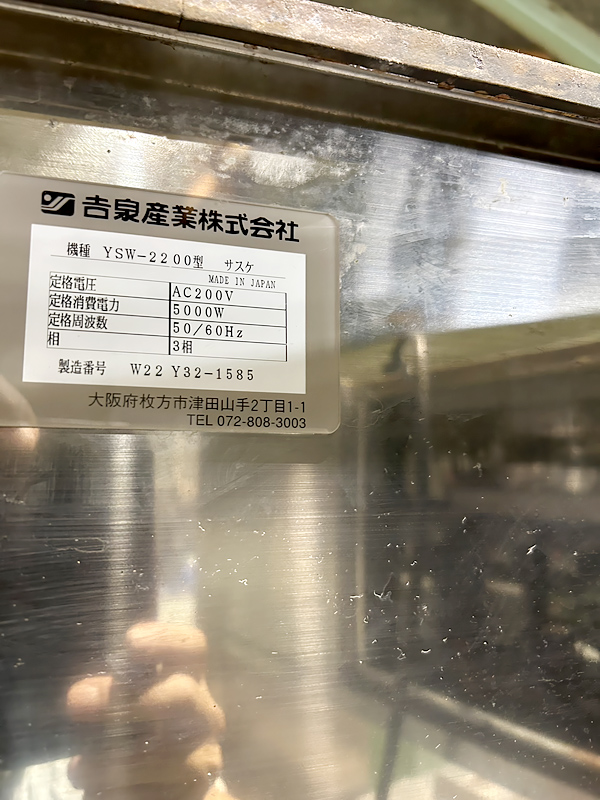 吉泉産業株式会社
機種 YSW-2200型 サスケ
MADE IN JAPAN
定格電圧 AC200V
定格消費電力 5000W
定格周波数 50/60Hz
相 3相
製造番号 W22 Y32-1585
大阪府枚方市津田山手2丁目1-1
TEL 072-808-3003